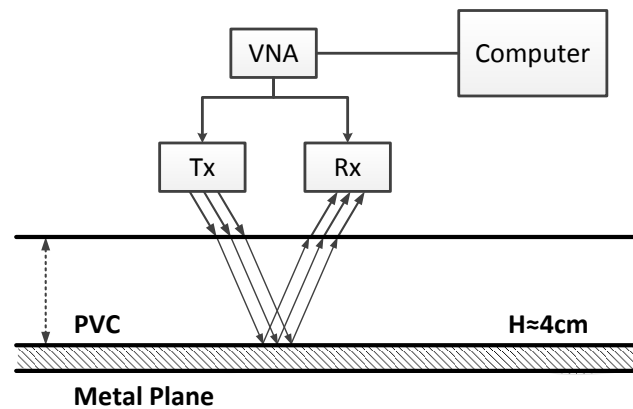 VNA
Computer
Tx
Rx
PVC
H≈4cm
Metal Plane